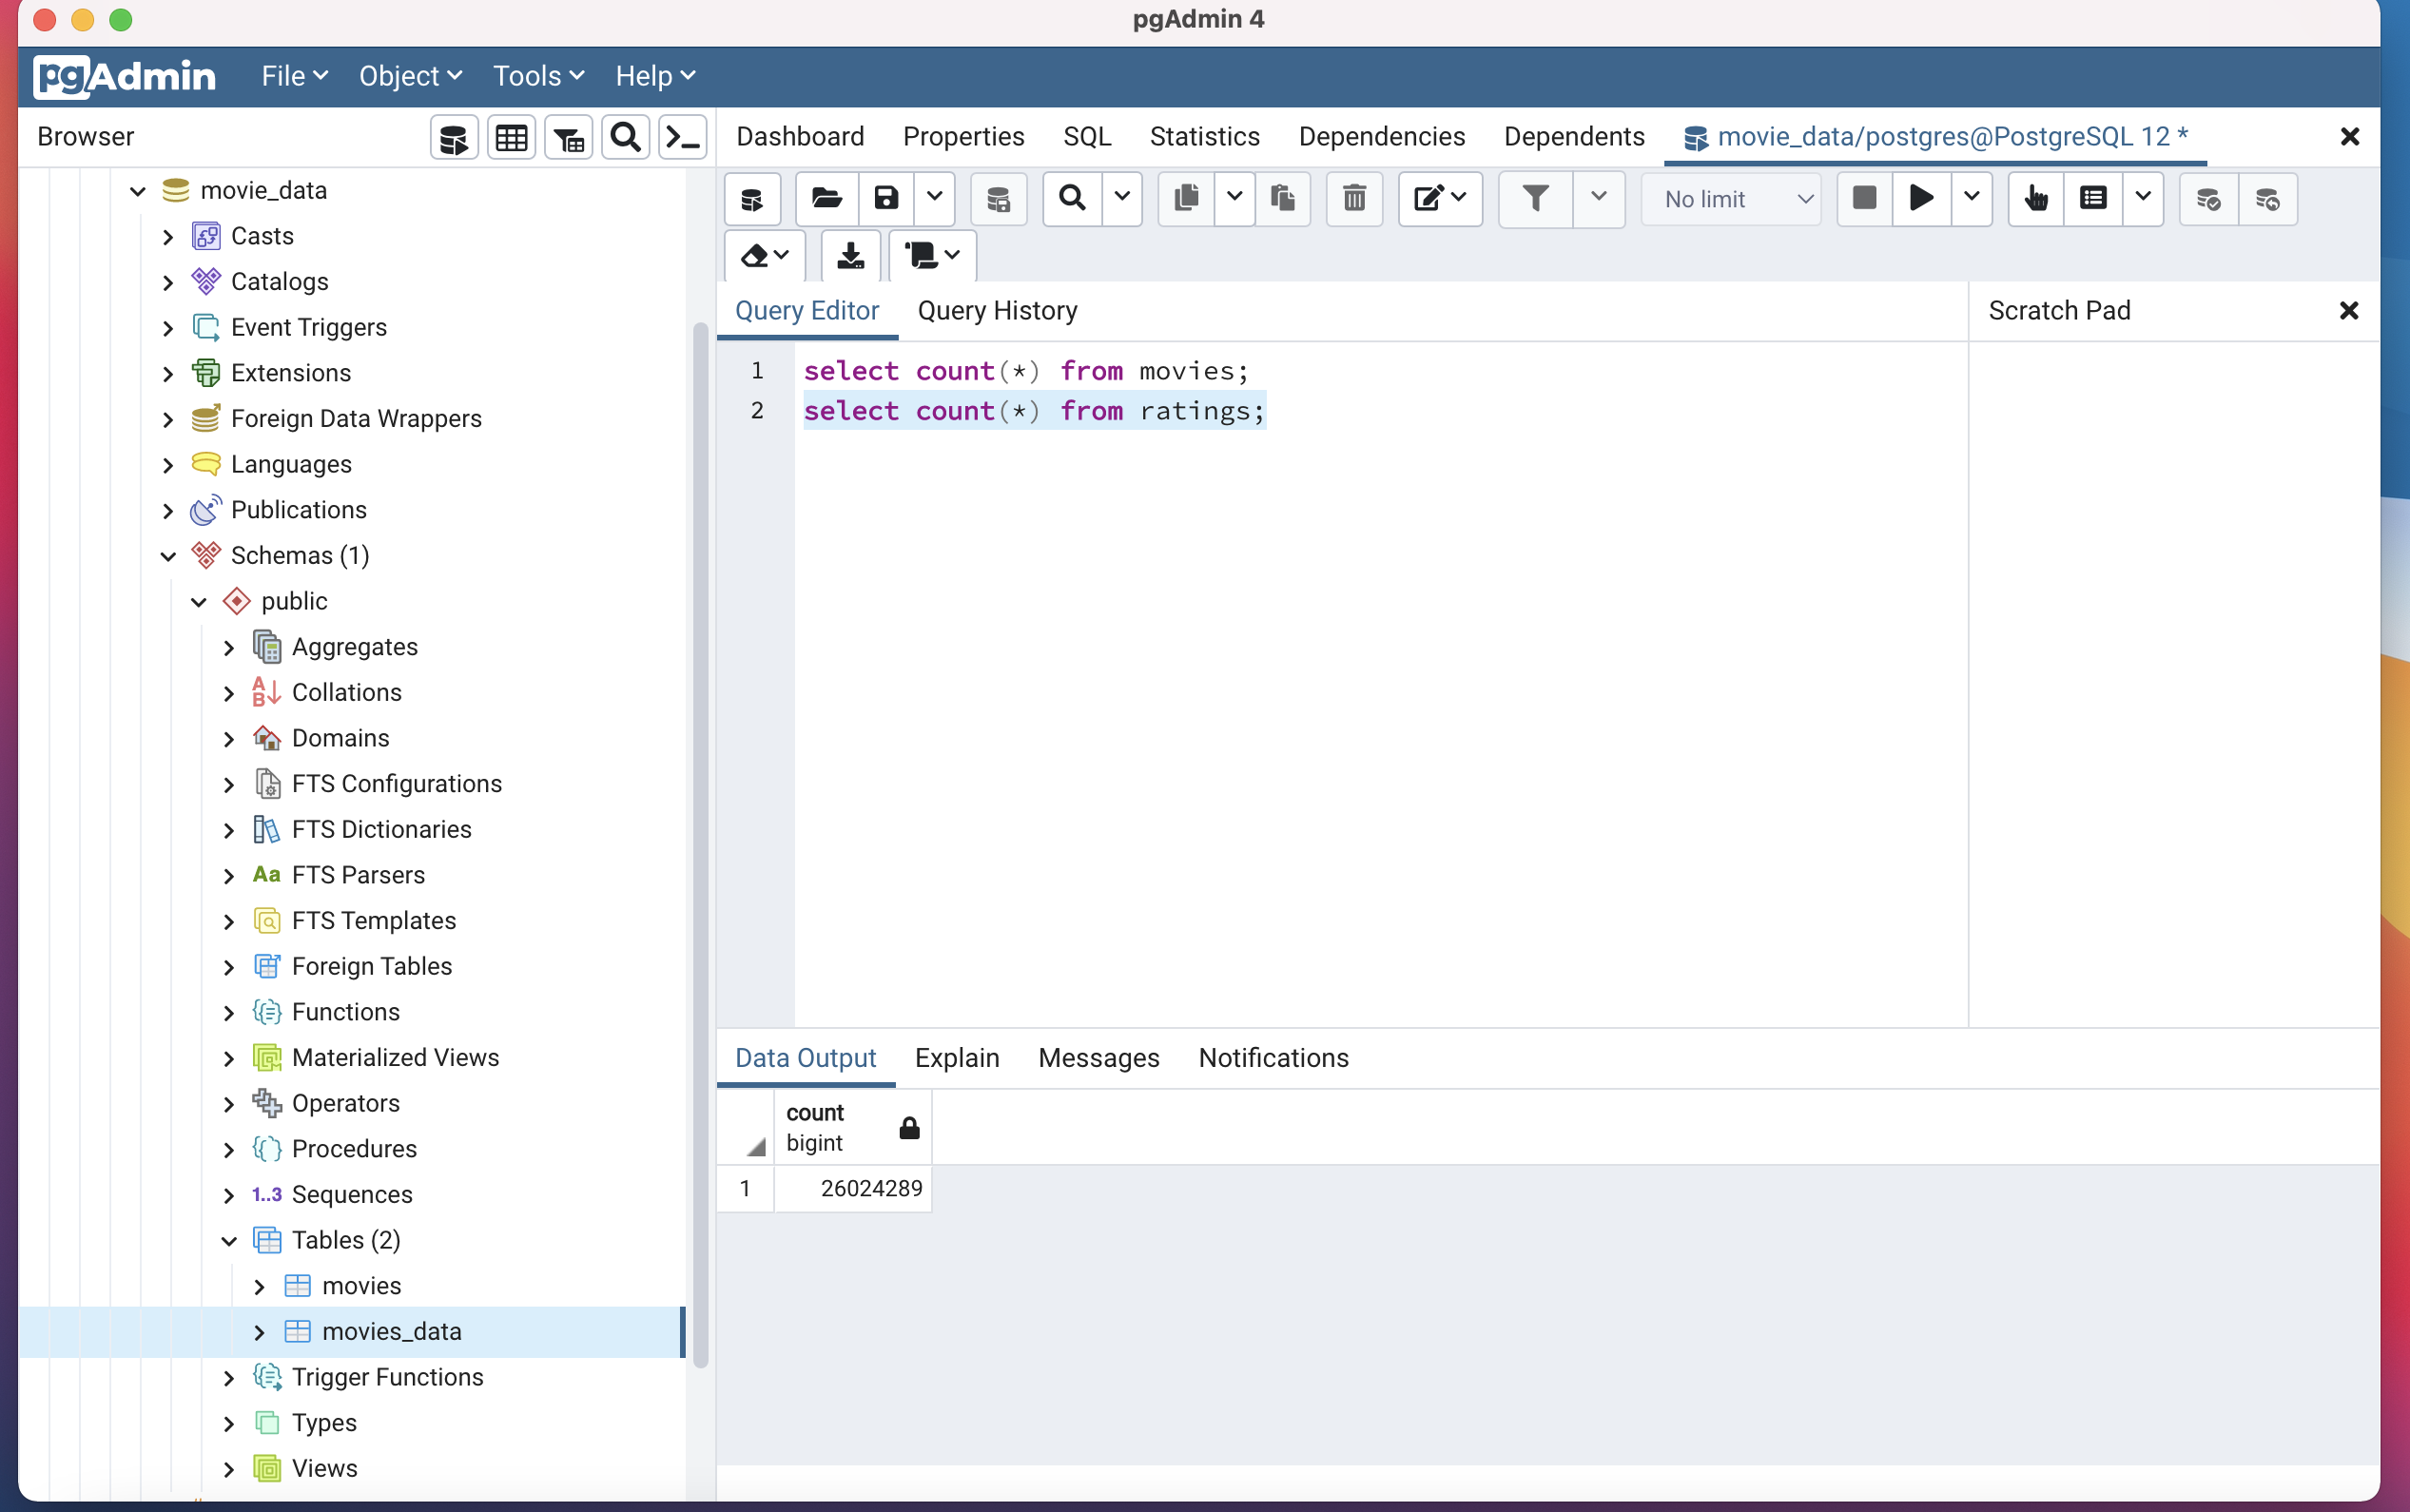 pgAdmin 4
pgAdmin File Object Tools Help
Browser
Dashboard Properties SQL Statistics Dependencies Dependents movie_data/postgres@PostgreSQL 12 *
No limit
movie_data
Casts
Catalogs
Event Triggers
Extensions
Foreign Data Wrappers
Languages
Publications
Schemas (1)
public
Aggregates
Collations
Domains
FTS Configurations
FTS Dictionaries
Aa FTS Parsers
FTS Templates
Foreign Tables
Functions
Materialized Views
Operators
Procedures
1..3 Sequences
Tables (2)
movies
movies_data
Trigger Functions
Types
Views
Query Editor Query History
Scratch Pad
1 select count(*) from movies;
2 select count(*) from ratings;
Data Output Explain Messages Notifications
count
bigint
1 26024289